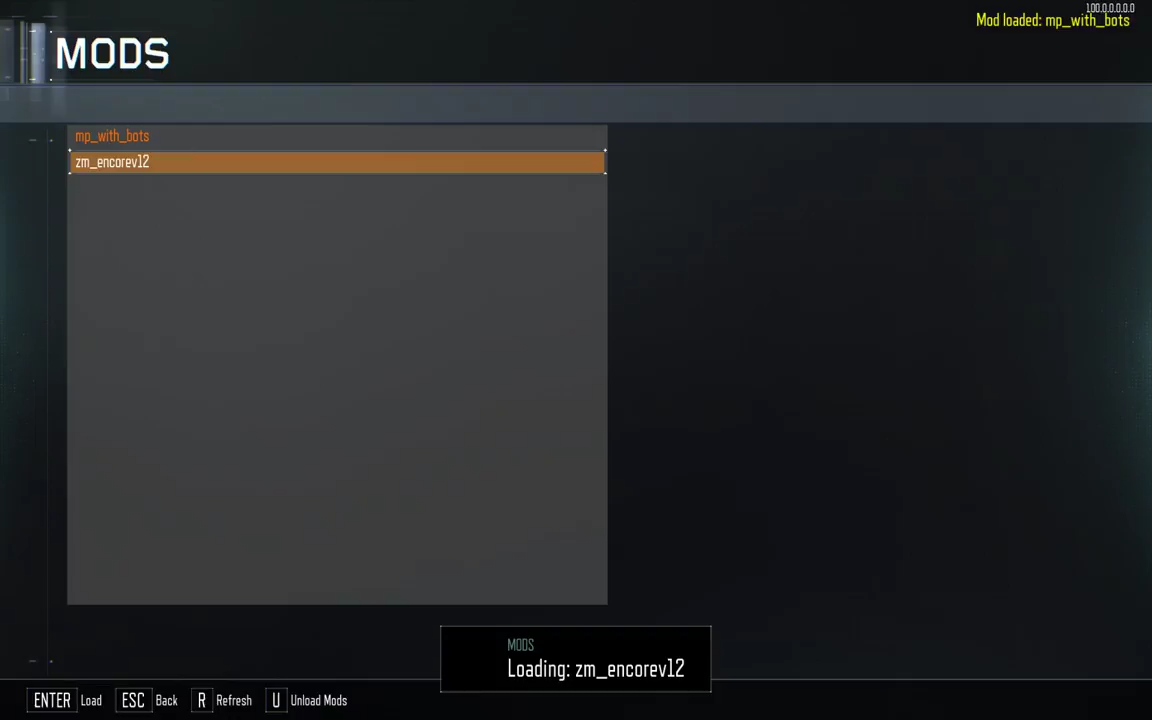 100.0.0.0.0.0
Mod loaded: mp_with_bots
MODS
mp_with_bots
zm_encorev12
MODS
Loading: zm_encorev12
ENTER Load ESC Back R Refresh U Unload Mods